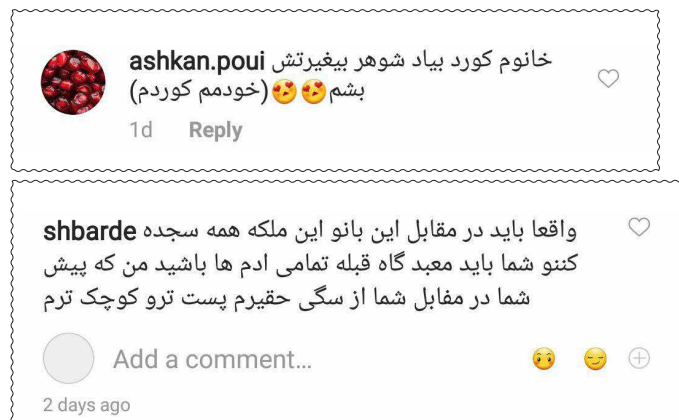 ashkan.poui خانوم کورد بیاد شوهر بیغیرتش
بشم😍😍(خودمم کوردم)
1d Reply
shbarde واقعا باید در مقابل این بانو این ملکه همه سجده
کننو شما باید معبد گاه قبله تمامی ادم ها باشید من که پیش
شما در مفابل شما از سگی حقیرم پست ترو کوچک ترم
Add a comment...
2 days ago